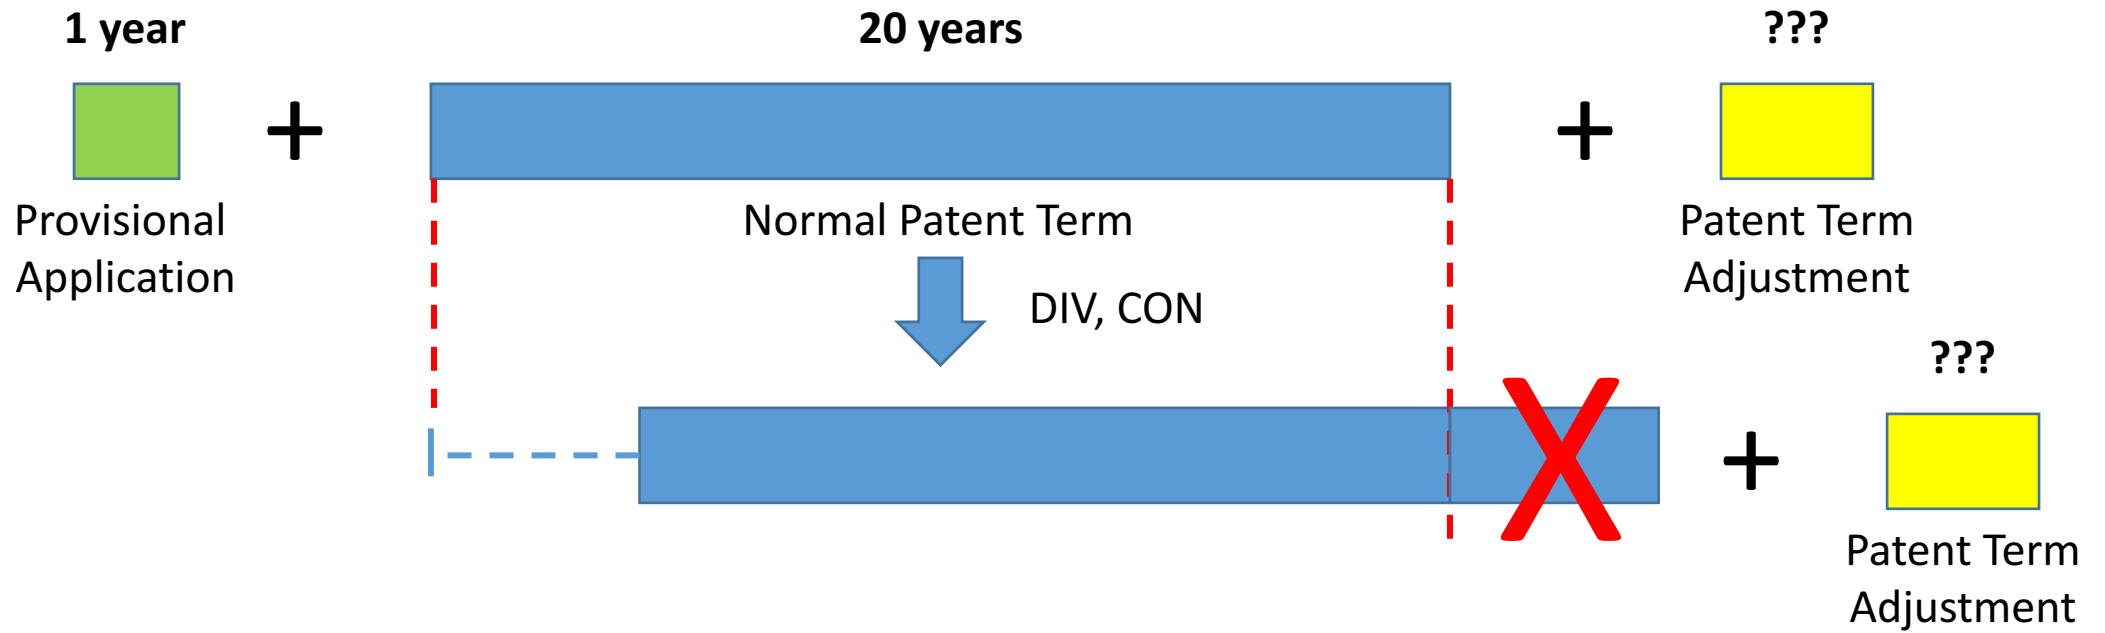 1 year
20 years
???
+
+
Provisional
Application
Normal Patent Term
Patent Term
Adjustment
DIV, CON
???
X
+
Patent Term
Adjustment